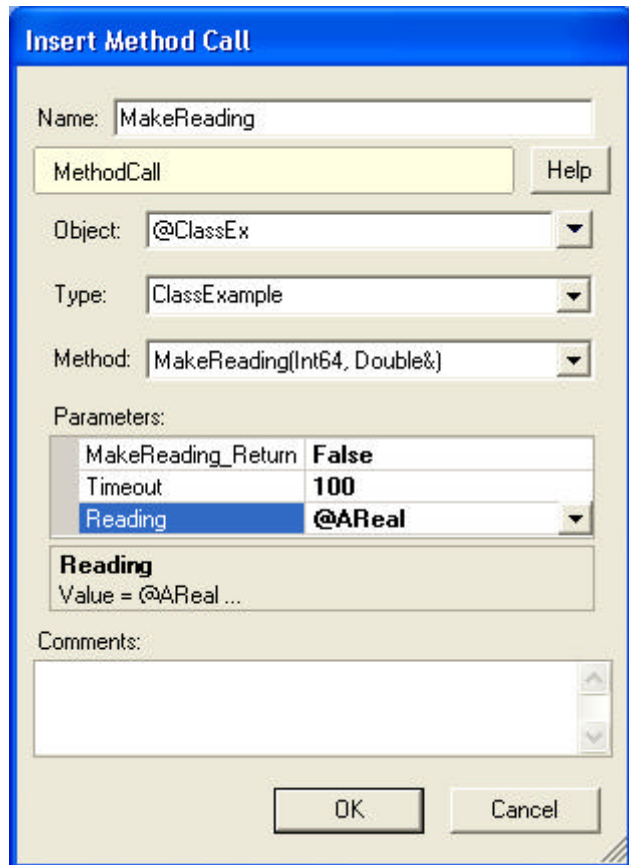 Insert Method Call
Name: MakeReading
MethodCall Help
Object: @ClassEx
Type: ClassExample
Method: MakeReading(Int64, Double&)
Parameters:
MakeReading_Return False
Timeout 100
Reading @AReal
Reading
Value = @AReal ...
Comments:
OK Cancel